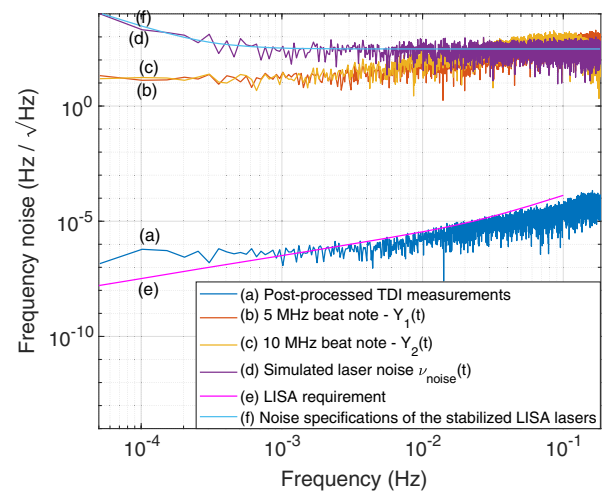 Frequency noise (Hz / √Hz)
10^0
10^-5
10^-10
(f)
(d)
(c)
(b)
(a)
(e)
(a) Post-processed TDI measurements
(b) 5 MHz beat note - Y_1(t)
(c) 10 MHz beat note - Y_2(t)
(d) Simulated laser noise ν_noise(t)
(e) LISA requirement
(f) Noise specifications of the stabilized LISA lasers
10^-4
10^-3
10^-2
10^-1
Frequency (Hz)